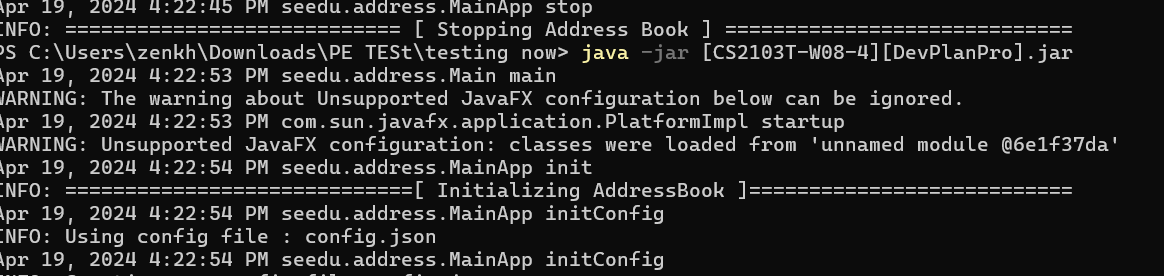 Apr 19, 2024 4:22:45 PM seedu.address.MainApp stop
INFO: ============================ [ Stopping Address Book ] =============================
PS C:\Users\zenkh\Downloads\PE TESt\testing now> java -jar [CS2103T-W08-4][DevPlanPro].jar
Apr 19, 2024 4:22:53 PM seedu.address.Main main
WARNING: The warning about Unsupported JavaFX configuration below can be ignored.
Apr 19, 2024 4:22:53 PM com.sun.javafx.application.PlatformImpl startup
WARNING: Unsupported JavaFX configuration: classes were loaded from 'unnamed module @6e1f37da'
Apr 19, 2024 4:22:54 PM seedu.address.MainApp init
INFO: =============================[ Initializing AddressBook ]===========================
Apr 19, 2024 4:22:54 PM seedu.address.MainApp initConfig
INFO: Using config file : config.json
Apr 19, 2024 4:22:54 PM seedu.address.MainApp initConfig